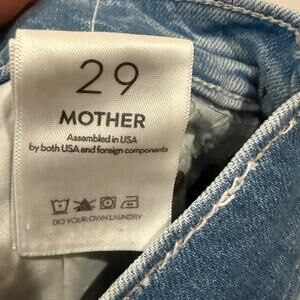 29
MOTHER
Assembled in USA
by both USA and foreign components
DO YOUR OWN LAUNDRY